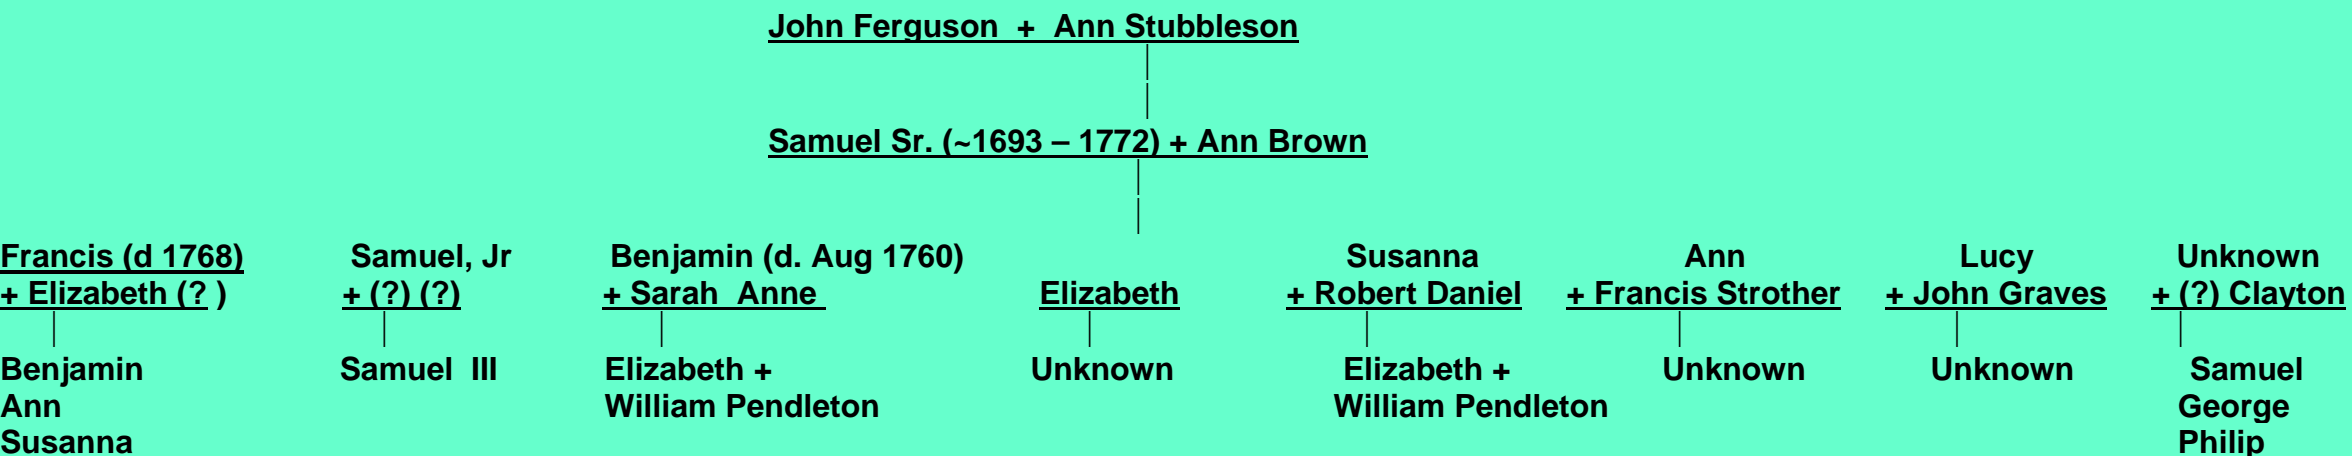 John Ferguson + Ann Stubbleson
Samuel Sr. (~1693 – 1772) + Ann Brown
Francis (d 1768) Samuel, Jr Benjamin (d. Aug 1760) Susanna Ann Lucy Unknown
+ Elizabeth (? ) + (?) (?) + Sarah Anne Elizabeth + Robert Daniel + Francis Strother + John Graves + (?) Clayton
Benjamin Samuel III Elizabeth + Unknown Elizabeth + Unknown Unknown Samuel
Ann William Pendleton William Pendleton George
Susanna Philip